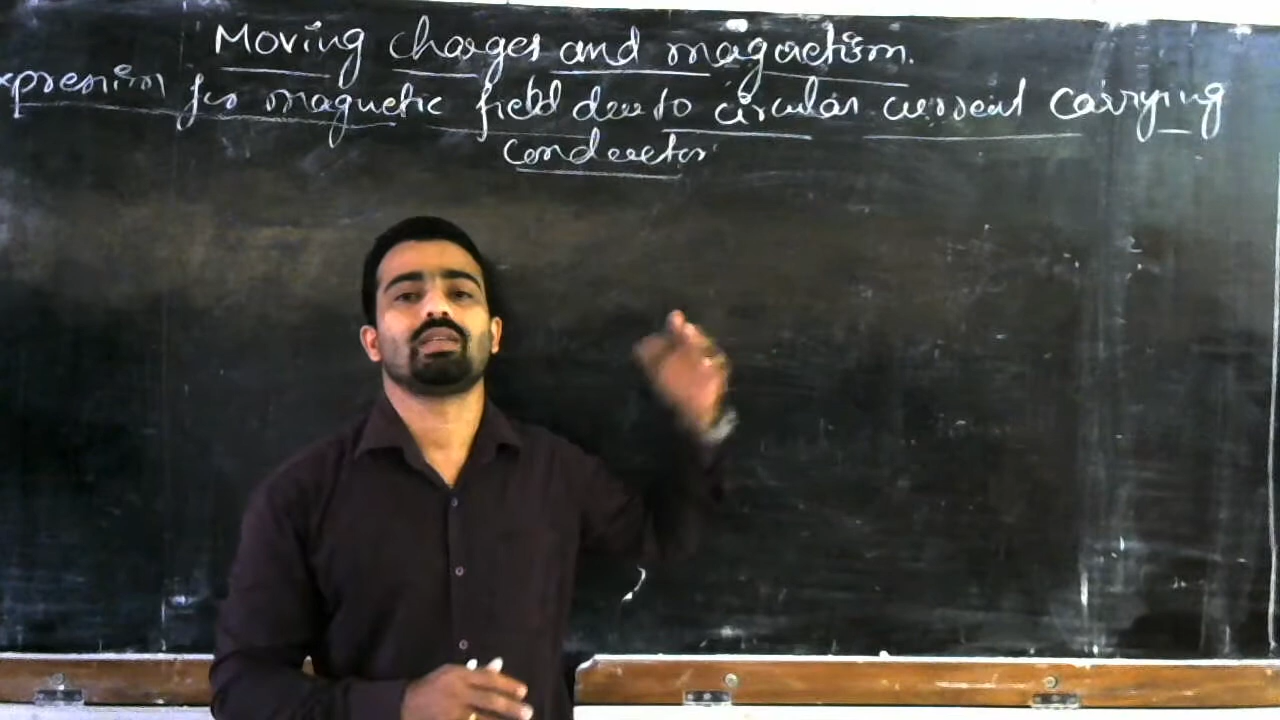 Moving charges and magnetism.
xpression for magnetic field due to circular current carrying
conductor